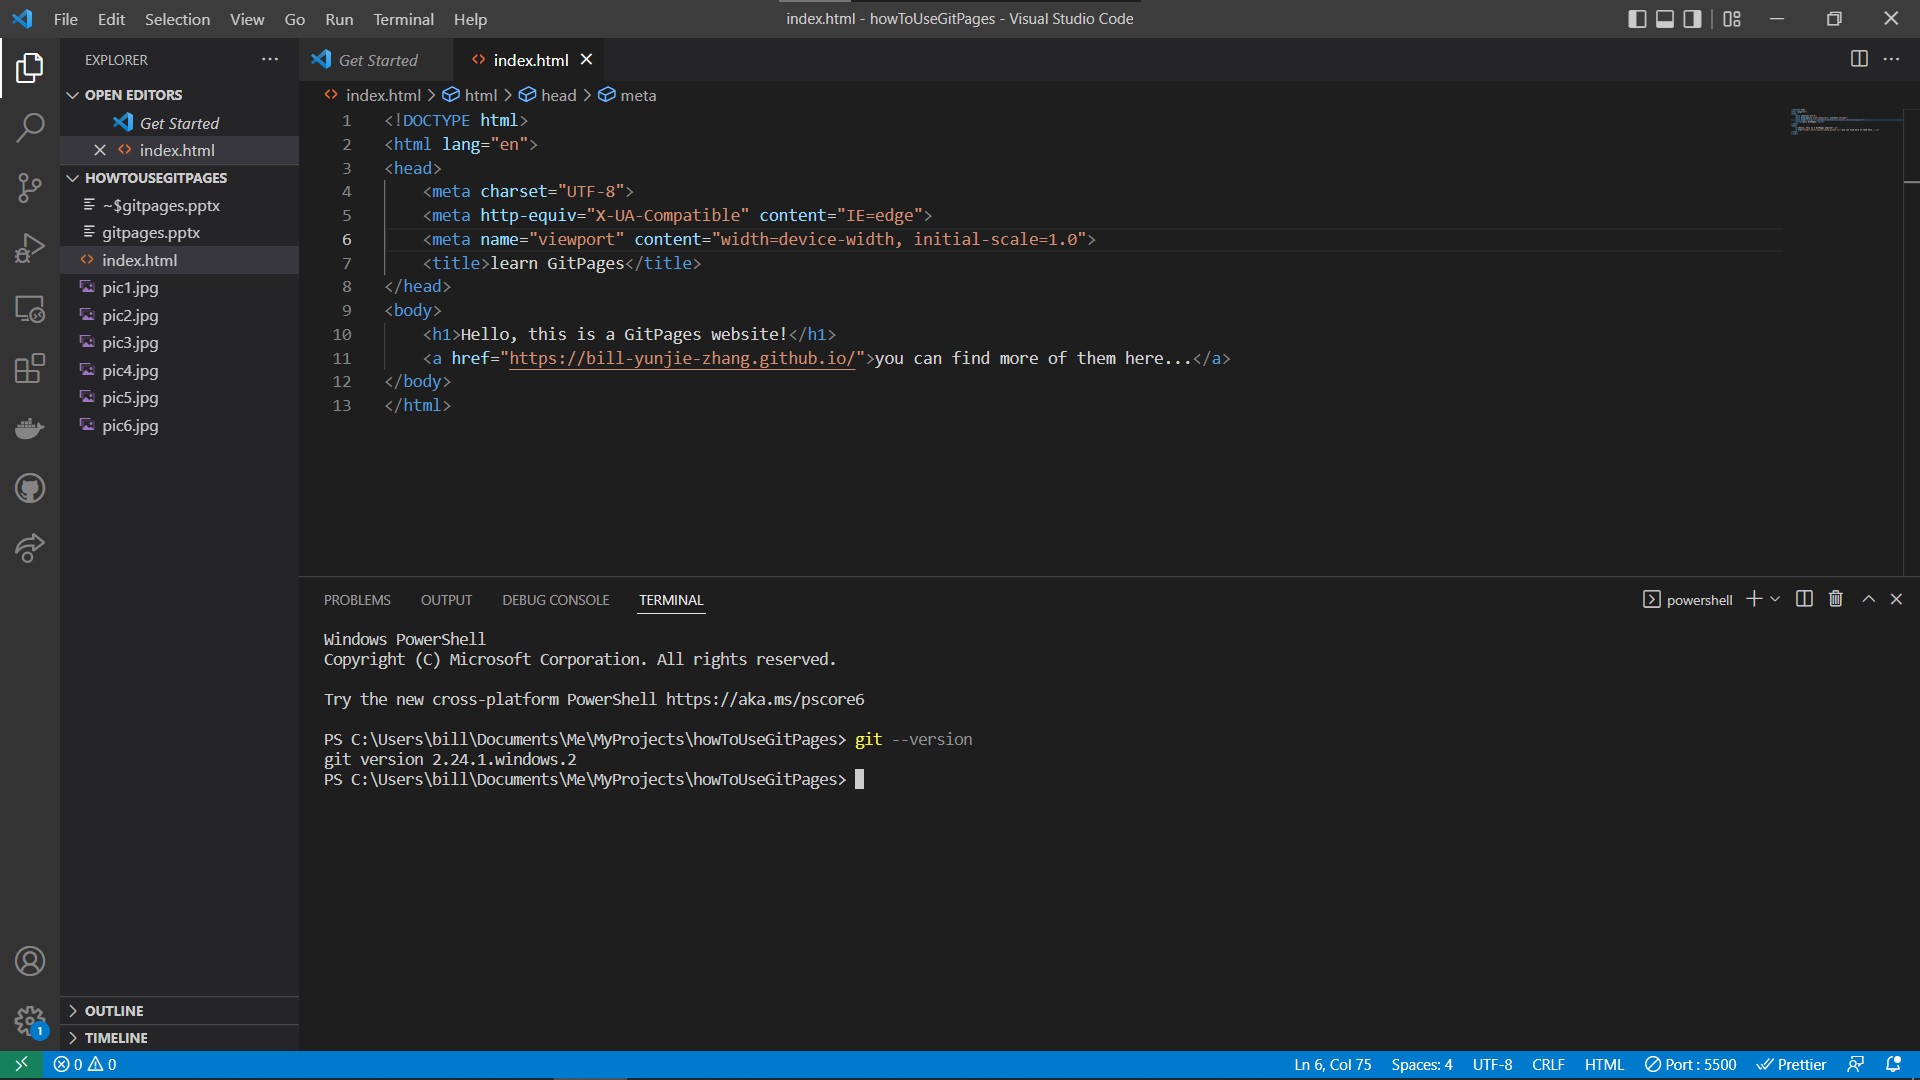 File Edit Selection View Go Run Terminal Help
index.html - howToUseGitPages - Visual Studio Code
EXPLORER
Get Started
index.html
OPEN EDITORS
Get Started
index.html
HOWTOUSEGITPAGES
~$gitpages.pptx
gitpages.pptx
index.html
pic1.jpg
pic2.jpg
pic3.jpg
pic4.jpg
pic5.jpg
pic6.jpg
OUTLINE
TIMELINE
index.html > html > head > meta
1 <!DOCTYPE html>
2 <html lang="en">
3 <head>
4 <meta charset="UTF-8">
5 <meta http-equiv="X-UA-Compatible" content="IE=edge">
6 <meta name="viewport" content="width=device-width, initial-scale=1.0">
7 <title>learn GitPages</title>
8 </head>
9 <body>
10 <h1>Hello, this is a GitPages website!</h1>
11 <a href="https://bill-yunjie-zhang.github.io/">you can find more of them here...</a>
12 </body>
13 </html>
PROBLEMS OUTPUT DEBUG CONSOLE TERMINAL
powershell
Windows PowerShell
Copyright (C) Microsoft Corporation. All rights reserved.
Try the new cross-platform PowerShell https://aka.ms/pscore6
PS C:\Users\bill\Documents\Me\MyProjects\howToUseGitPages> git --version
git version 2.24.1.windows.2
PS C:\Users\bill\Documents\Me\MyProjects\howToUseGitPages>
1
0 0
Ln 6, Col 75 Spaces: 4 UTF-8 CRLF HTML Port : 5500 Prettier